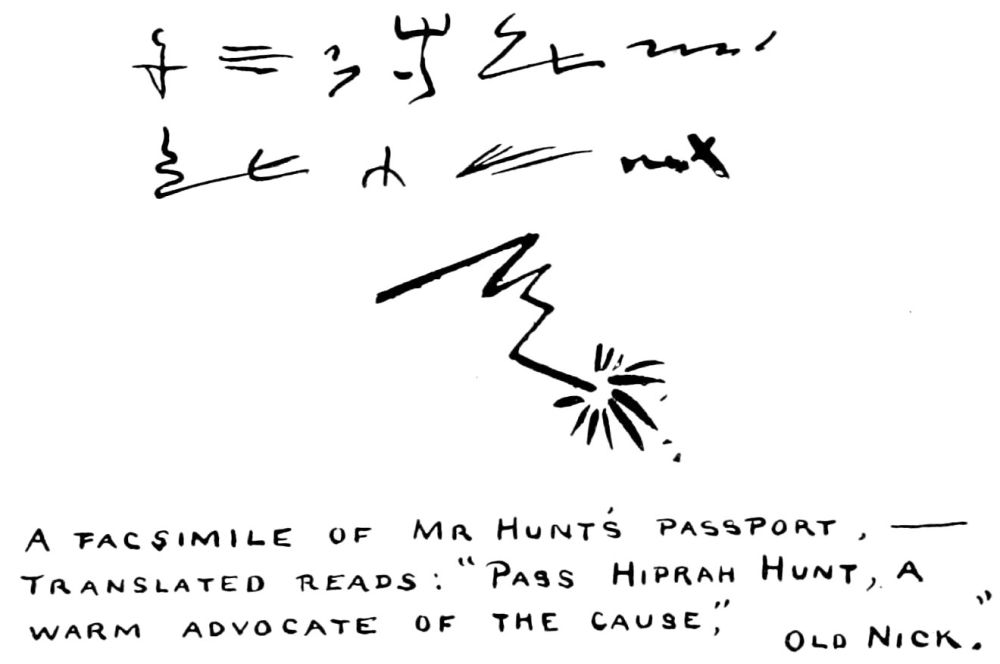 A FACSIMILE OF MR HUNT'S PASSPORT, —
TRANSLATED READS: "PASS HIPRAH HUNT, A
WARM ADVOCATE OF THE CAUSE,"
OLD NICK."